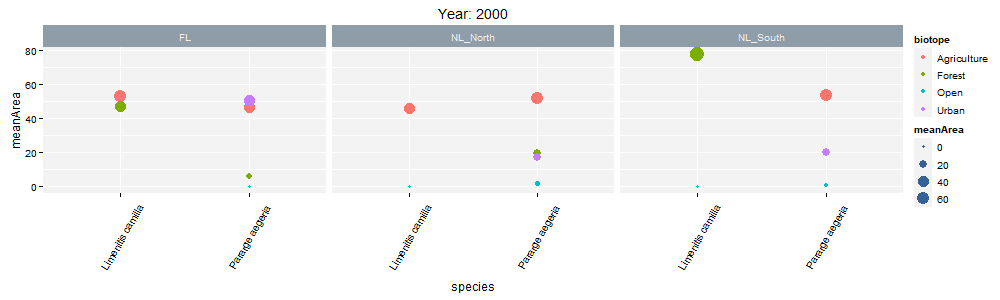 Year: 2000
FL
NL_North
NL_South
meanArea
80
60
40
20
0
Limenitis camilla
Pararge aegeria
Limenitis camilla
Pararge aegeria
Limenitis camilla
Pararge aegeria
species
biotope
Agriculture
Forest
Open
Urban
meanArea
0
20
40
60